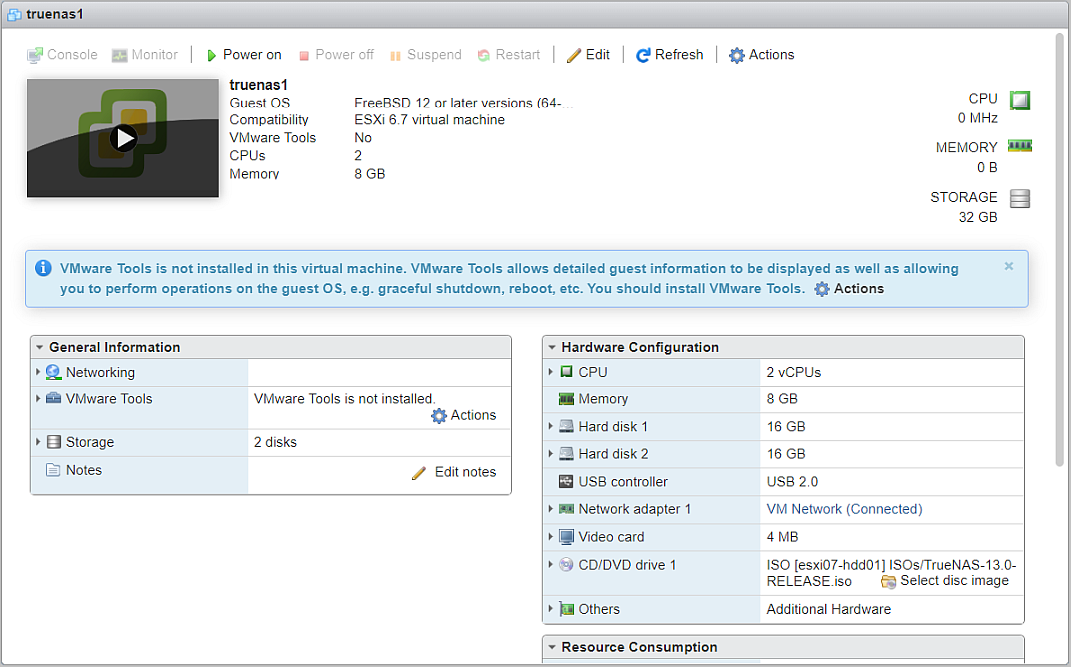 truenas1
Console Monitor Power on Power off Suspend Restart Edit Refresh Actions
truenas1
Guest OS FreeBSD 12 or later versions (64-...
Compatibility ESXi 6.7 virtual machine
VMware Tools No
CPUs 2
Memory 8 GB
CPU
0 MHz
MEMORY
0 B
STORAGE
32 GB
VMware Tools is not installed in this virtual machine. VMware Tools allows detailed guest information to be displayed as well as allowing
you to perform operations on the guest OS, e.g. graceful shutdown, reboot, etc. You should install VMware Tools. Actions
General Information
Networking
VMware Tools VMware Tools is not installed.
Actions
Storage 2 disks
Notes Edit notes
Hardware Configuration
CPU 2 vCPUs
Memory 8 GB
Hard disk 1 16 GB
Hard disk 2 16 GB
USB controller USB 2.0
Network adapter 1 VM Network (Connected)
Video card 4 MB
CD/DVD drive 1 ISO [esxi07-hdd01] ISOs/TrueNAS-13.0-
RELEASE.iso Select disc image
Others Additional Hardware
Resource Consumption